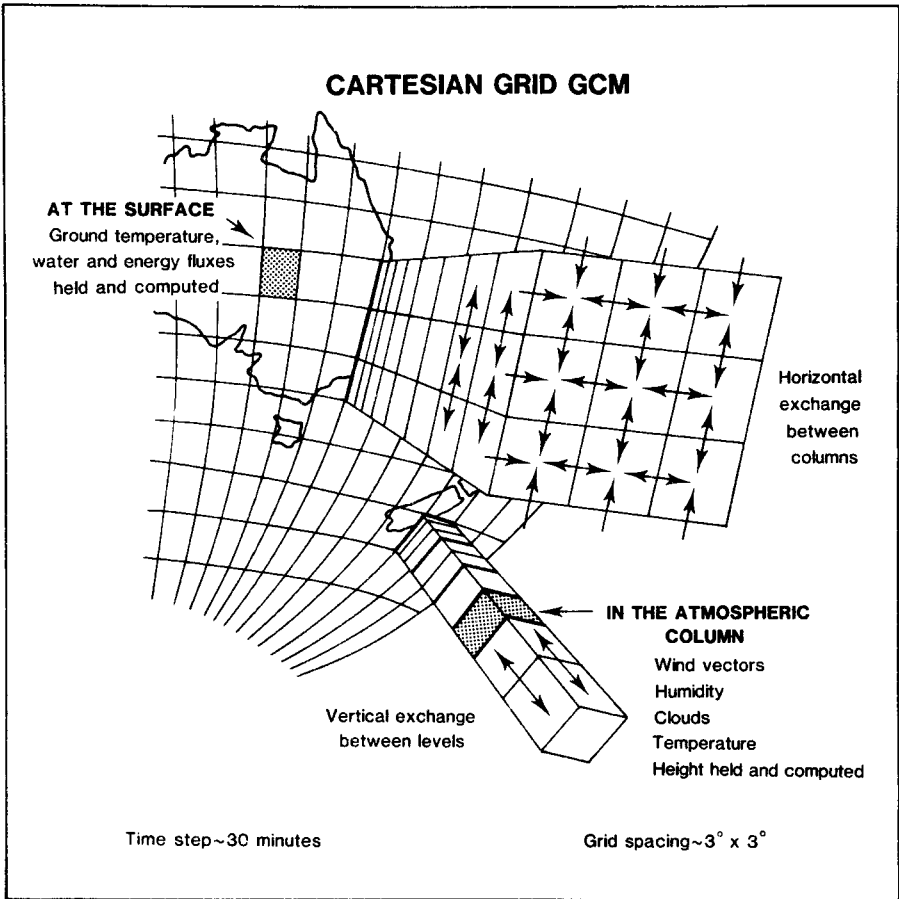 CARTESIAN GRID GCM
AT THE SURFACE
Ground temperature,
water and energy fluxes
held and computed
Horizontal
exchange
between
columns
IN THE ATMOSPHERIC
COLUMN
Wind vectors
Humidity
Clouds
Temperature
Height held and computed
Vertical exchange
between levels
Time step~30 minutes
Grid spacing~3° x 3°